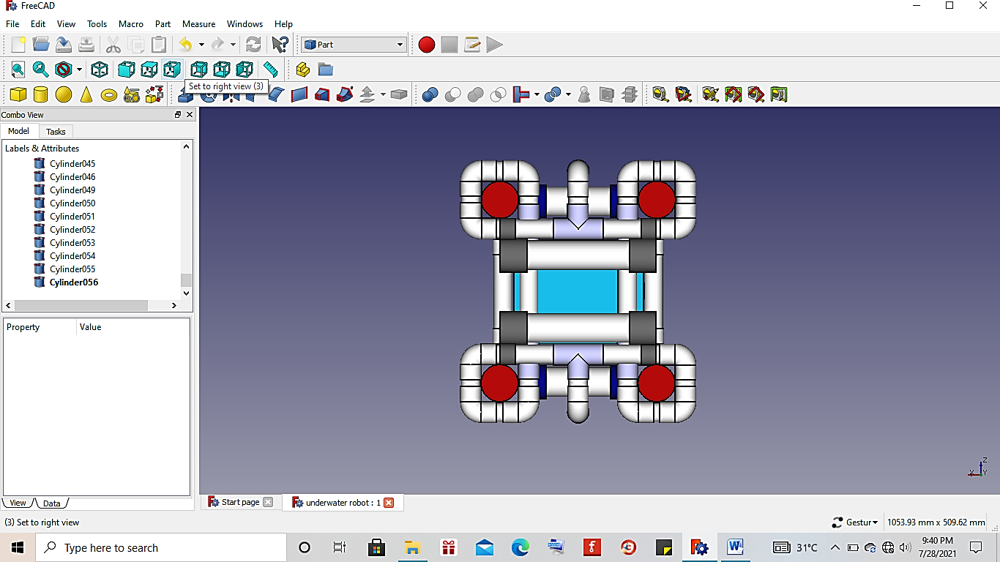 FreeCAD
File Edit View Tools Macro Part Measure Windows Help
Part
Set to right view (3)
Combo View
Model Tasks
Labels & Attributes
Cylinder045
Cylinder046
Cylinder049
Cylinder050
Cylinder051
Cylinder052
Cylinder053
Cylinder054
Cylinder055
Cylinder056
Property Value
Z
X Y
View Data
Start page
underwater robot : 1
(3) Set to right view
Gestur
1053.93 mm x 509.62 mm
Type here to search
31°C
9:40 PM
7/28/2021